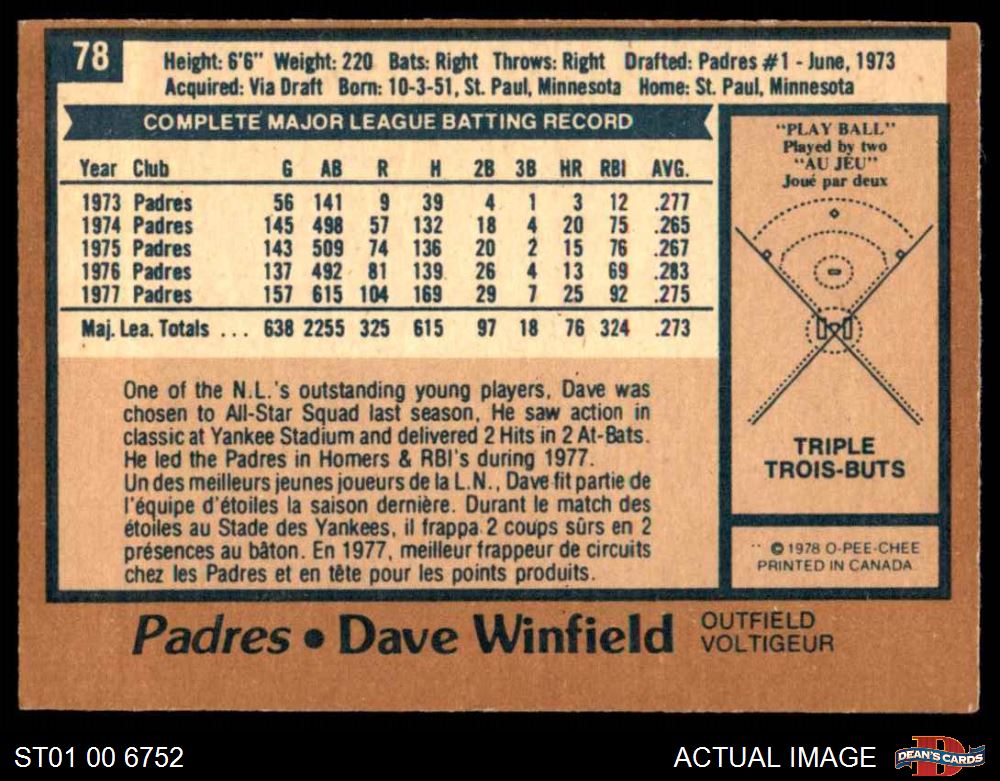 78
Height: 6'6" Weight: 220 Bats: Right Throws: Right Drafted: Padres #1 - June, 1973
Acquired: Via Draft Born: 10-3-51, St. Paul, Minnesota Home: St. Paul, Minnesota
COMPLETE MAJOR LEAGUE BATTING RECORD
Year Club G AB R H 2B 3B HR RBI AVG.
1973 Padres 56 141 9 39 4 1 3 12 .277
1974 Padres 145 498 57 132 18 4 20 75 .265
1975 Padres 143 509 74 136 20 2 15 76 .267
1976 Padres 137 492 81 139 26 4 13 69 .283
1977 Padres 157 615 104 169 29 7 25 92 .275
Maj. Lea. Totals ... 638 2255 325 615 97 18 76 324 .273
One of the N.L.'s outstanding young players, Dave was
chosen to All-Star Squad last season. He saw action in
classic at Yankee Stadium and delivered 2 Hits in 2 At-Bats.
He led the Padres in Homers & RBI's during 1977.
Un des meilleurs jeunes joueurs de la L.N., Dave fit partie de
l'équipe d'étoiles la saison dernière. Durant le match des
étoiles au Stade des Yankees, il frappa 2 coups sûrs en 2
présences au bâton. En 1977, meilleur frappeur de circuits
chez les Padres et en tête pour les points produits.
"PLAY BALL"
Played by two
"AU JEU"
Joué par deux
TRIPLE
TROIS-BUTS
© 1978 O-PEE-CHEE
PRINTED IN CANADA
Padres • Dave Winfield
OUTFIELD
VOLTIGEUR
ST01 00 6752
ACTUAL IMAGE
D
DEAN'S CARDS